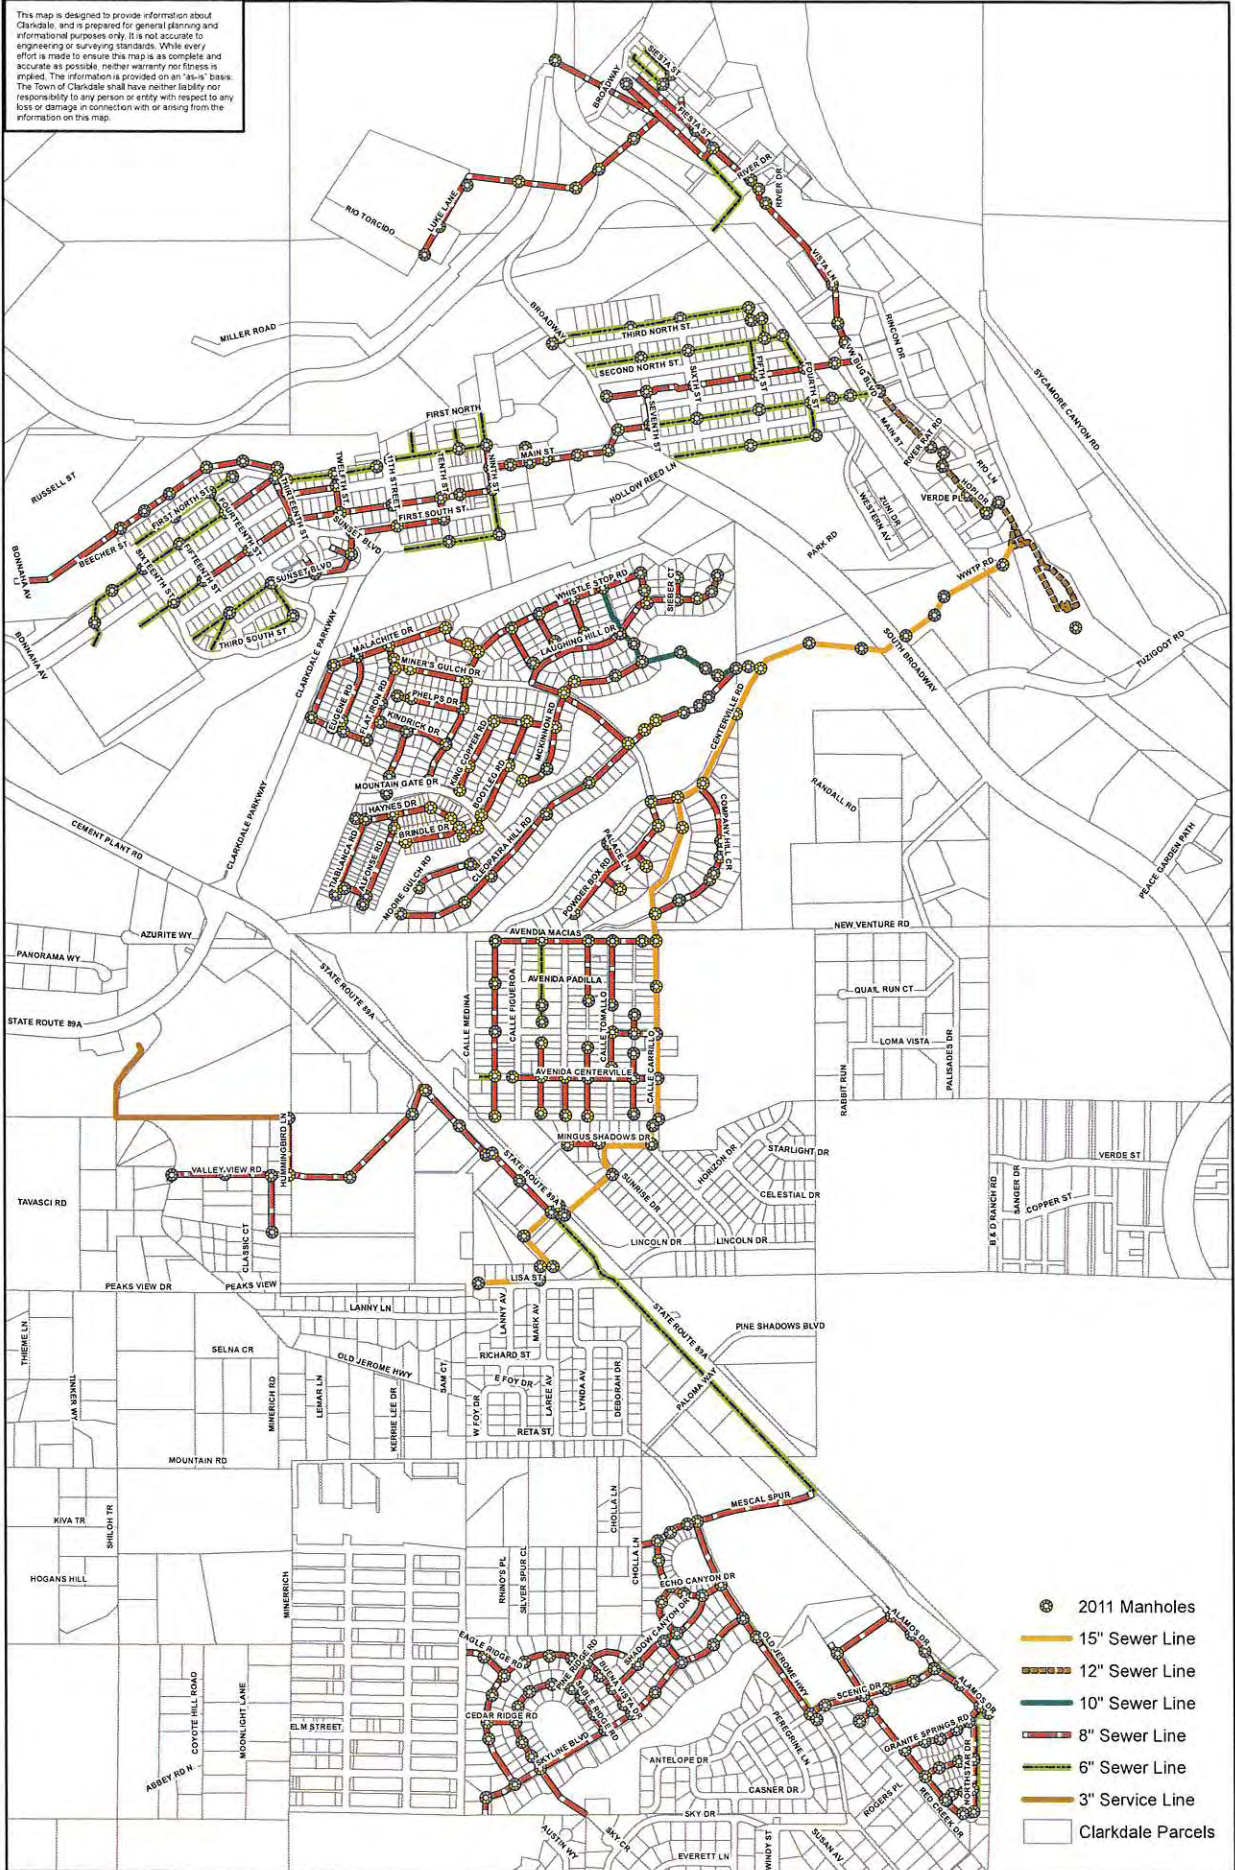 This map is designed to provide information about
Clarkdale, and is prepared for general planning and
informational purposes only. It is not accurate to
engineering or surveying standards. While every
effort is made to ensure this map is as complete and
accurate as possible, neither warranty nor fitness is
implied. The information is provided on an "as-is" basis.
The Town of Clarkdale shall have neither liability nor
responsibility to any person or entity with respect to any
loss or damage in connection with or arising from the
information on this map.
SIESTA ST
BROADWAY
FIESTA ST
RIVER DR
RIVER DR
LUKE LANE
RIO TORCIDO
VISTA LN
MILLER ROAD
BROADWAY
THIRD NORTH ST
RINCON DR
SECOND NORTH ST
SIXTH ST
FIFTH ST
FOURTH ST
VW BUG BLVD
SYCAMORE CANYON RD
FIRST NORTH
SEVENTH ST
MAIN ST
RIVER RAT RD
MAIN ST
TWELFTH ST
11TH STREET
TENTH ST
NINTH ST
HOLLOW REED LN
RIO LN
HOPI DR
RUSSELL ST
FIRST NORTH ST
FOURTEENTH ST
THIRTEENTH ST
VERDE PL
ZUNI DR
WESTERN AV
FIRST SOUTH ST
SUNSET BLVD
BEECHER ST
SIXTEENTH ST
FIFTEENTH ST
SUNSET BLVD
PARK RD
BONNAHA AV
WWTP RD
BONNAHA AV
THIRD SOUTH ST
WHISTLE STOP RD
SIEBER CT
CLARKDALE PARKWAY
MALACHITE DR
LAUGHING HILL DR
SOUTH BROADWAY
TUZIGOOT RD
MINER'S GULCH DR
EUGENE RD
FLAT IRON RD
PHELPS DR
KINDRICK DR
KING COPPER RD
MCKINNON RD
CENTERVILLE RD
MOUNTAIN GATE DR
BOOTLEG RD
RANDALL RD
HAYNES DR
BRINDLE DR
COMPANY HILL CR
CEMENT PLANT RD
CLARKDALE PARKWAY
ALFONSE RD
CLEOPATRA HILL RD
PALACE LN
POWDER BOX RD
MOORE GULCH RD
PEACE GARDEN PATH
AZURITE WY
AVENDIA MACIAS
NEW VENTURE RD
PANORAMA WY
STATE ROUTE 89A
AVENIDA PADILLA
QUAIL RUN CT
STATE ROUTE 89A
CALLE MEDINA
CALLE FIGUEROA
CALLE TOMALLO
CALLE CARRILLO
LOMA VISTA
PALISADES DR
AVENIDA CENTERVILLE
RABBIT RUN
HUMMINGBIRD LN
MINGUS SHADOWS DR
STARLIGHT DR
VERDE ST
VALLEY VIEW RD
STATE ROUTE 89A
HORIZON DR
SUNRISE DR
CELESTIAL DR
TAVASCI RD
B & D RANCH RD
SANGER DR
COPPER ST
CLASSIC CT
LINCOLN DR
LINCOLN DR
LISA ST
PEAKS VIEW DR
PEAKS VIEW
LANNY LN
LANNY AV
MARK AV
STATE ROUTE 89A
PINE SHADOWS BLVD
THIEME LN
SELNA CR
OLD JEROME HWY
RICHARD ST
SAM CT
E FOY DR
LAREE AV
LYNDA AV
DEBORAH DR
PALOMA WAY
TINKER WY
MINERICH RD
LEMAR LN
KERRIE LEE DR
W FOY DR
RETA ST
MOUNTAIN RD
MESCAL SPUR
CHOLLA LN
KIVA TR
SHILOH TR
CHOLLA LN
HOGANS HILL
MINERRICH
RHINO'S PL
SILVER SPUR CL
ECHO CANYON DR
2011 Manholes
15" Sewer Line
12" Sewer Line
10" Sewer Line
8" Sewer Line
6" Sewer Line
3" Service Line
Clarkdale Parcels
SHADOW CANYON DR
EAGLE RIDGE RD
PINE RIDGE RD
BUENA VISTA DR
SABLE RIDGE RD
OLD JEROME HWY
ALAMOS DR
ALAMOS DR
SCENIC DR
COYOTE HILL ROAD
MOONLIGHT LANE
ELM STREET
CEDAR RIDGE RD
SKYLINE BLVD
PEREGRINE LN
GRANITE SPRINGS RD
NORTHSTAR DR
ANTELOPE DR
CASNER DR
ABBEY RD N
ROGERS PL
RED CREEK DR
SKY DR
AUSTIN WY
SKY CR
EVERETT LN
WINDY ST
SUSAN AV